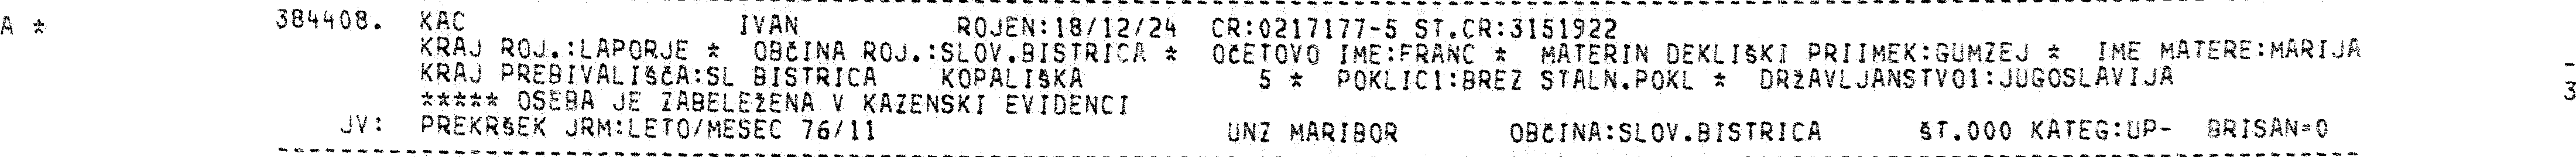 A * 384408. KAC IVAN ROJEN:18/12/24 CR:0217177-5 ST.CR:3151922
KRAJ ROJ.:LAPORJE * OBČINA ROJ.:SLOV.BISTRICA * OČETOVO IME:FRANC * MATERIN DEKLIŠKI PRIIMEK:GUMZEJ * IME MATERE:MARIJA
KRAJ PREBIVALIŠČA:SL BISTRICA KOPALIŠKA 5 * POKLIC1:BREZ STALN.POKL * DRŽAVLJANSTVO1:JUGOSLAVIJA
3
***** OSEBA JE ZABELEŽENA V KAZENSKI EVIDENCI
JV: PREKRŠEK JRM:LETO/MESEC 76/11 UNZ MARIBOR OBČINA:SLOV.BISTRICA ŠT.000 KATEG:UP- BRISAN=0